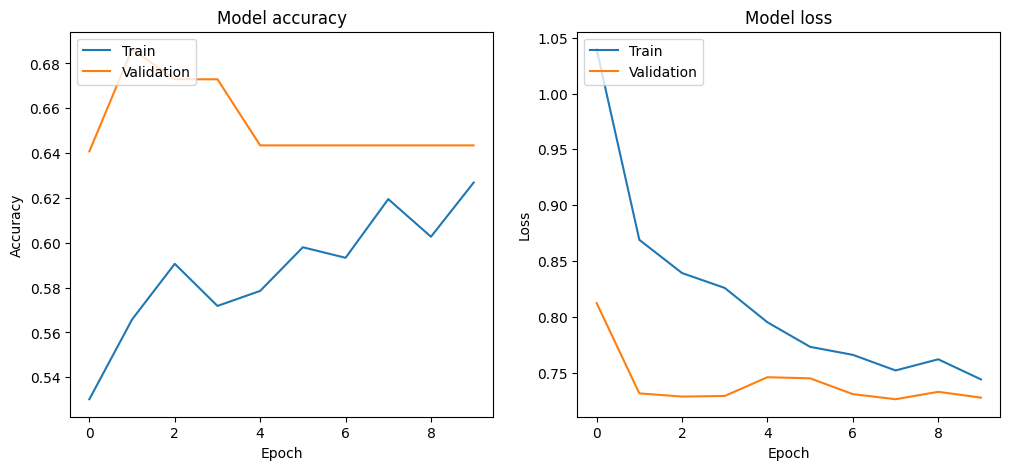 Model accuracy
Train
Validation
0.68
0.66
0.64
0.62
0.60
0.58
0.56
0.54
Accuracy
0 2 4 6 8
Epoch
Model loss
Train
Validation
1.05
1.00
0.95
0.90
0.85
0.80
0.75
Loss
0 2 4 6 8
Epoch